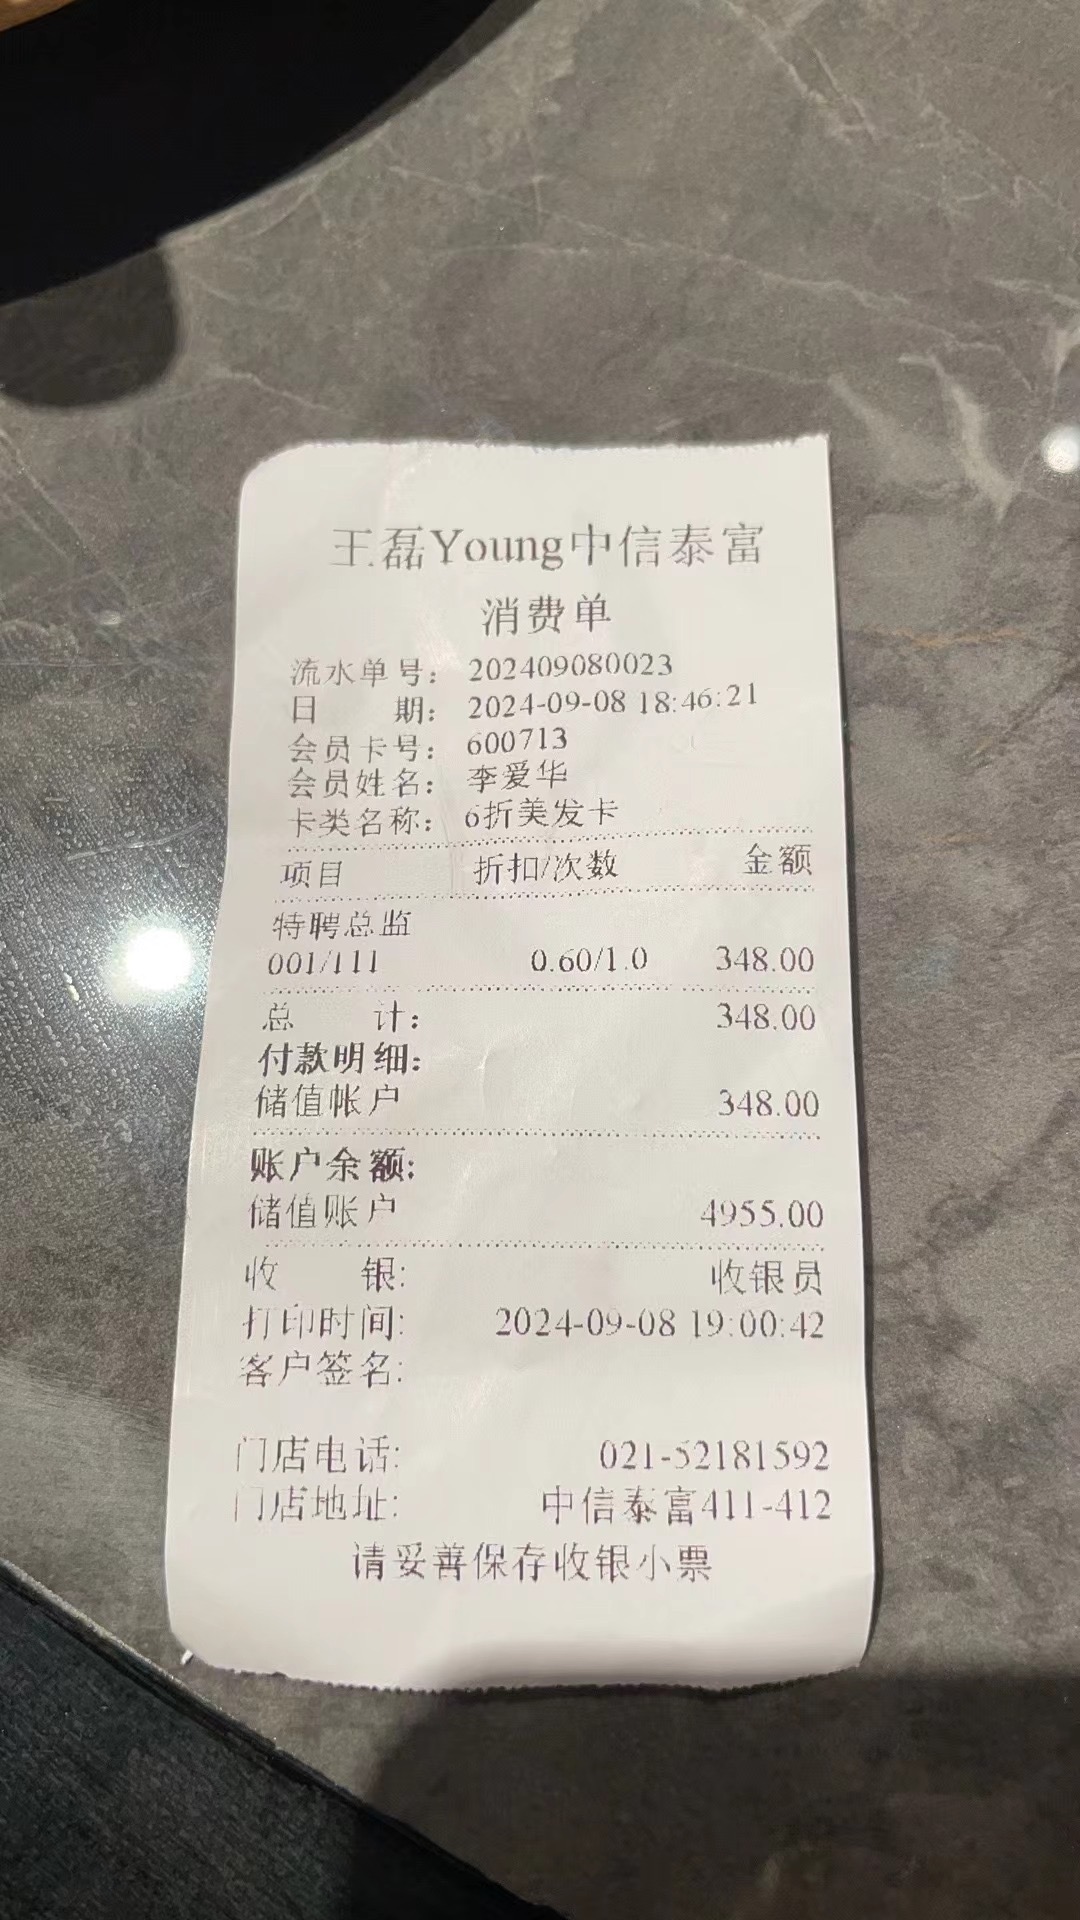 王磊Young中信泰富
消费单
流水单号： 202409080023
日 期： 2024-09-08 18:46:21
会员卡号： 600713
会员姓名： 李爱华
卡类名称： 6折美发卡
项目 折扣/次数 金额
特聘总监
001/111 0.60/1.0 348.00
总 计： 348.00
付款明细:
储值帐户 348.00
账户余额:
储值账户 4955.00
收 银: 收银员
打印时间: 2024-09-08 19:00:42
客户签名:
门店电话: 021-52181592
门店地址: 中信泰富411-412
请妥善保存收银小票